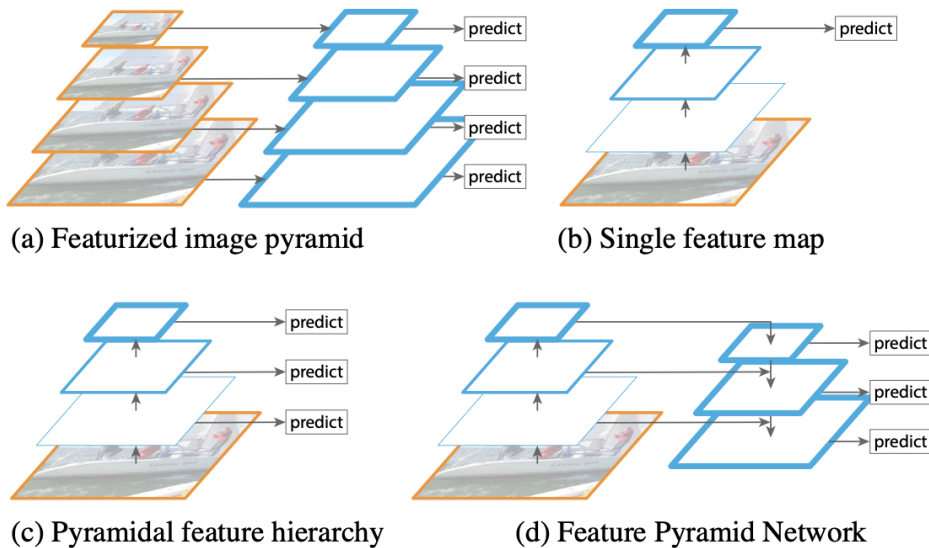 predict
predict
predict
predict
(a) Featurized image pyramid
predict
(b) Single feature map
predict
predict
predict
(c) Pyramidal feature hierarchy
predict
predict
predict
(d) Feature Pyramid Network